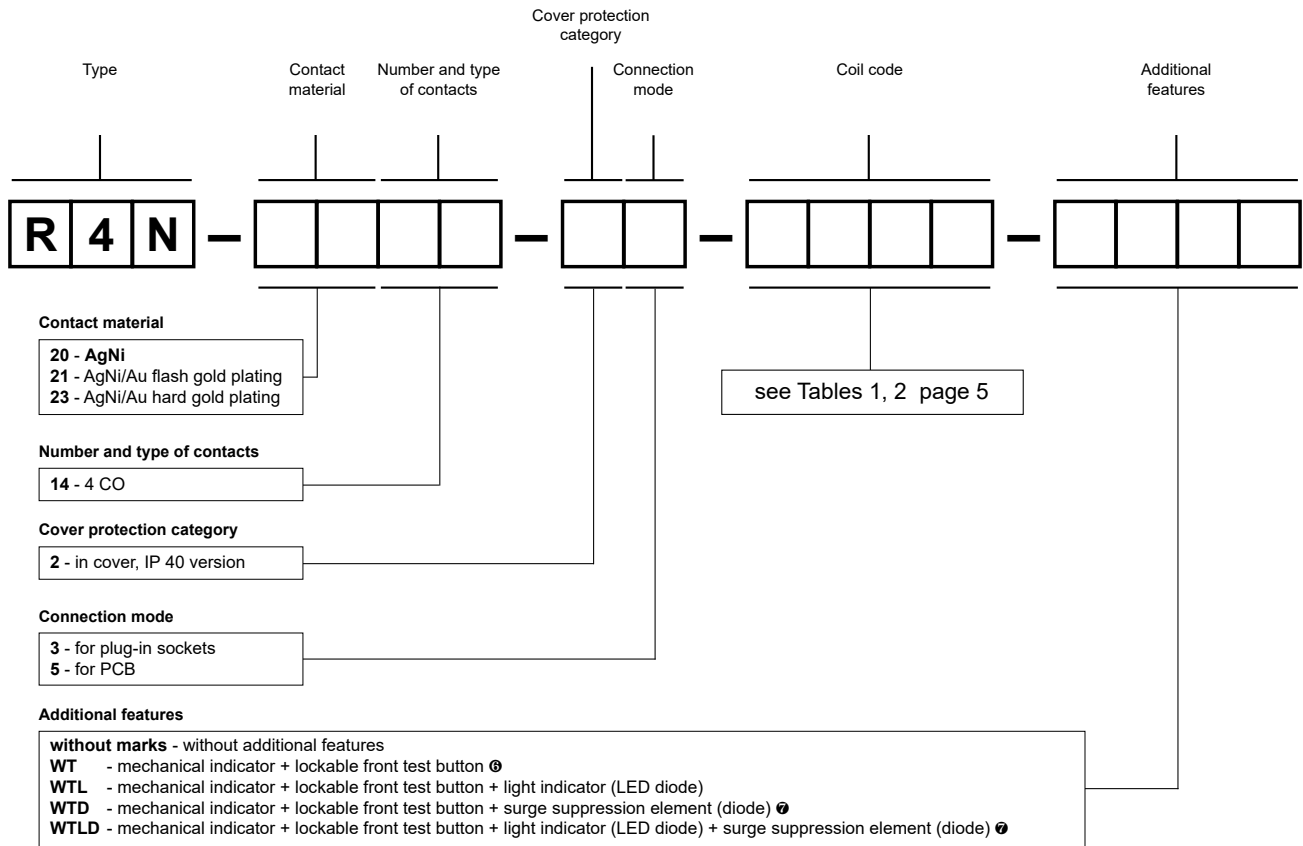 Cover protection
category
Type
Contact
material
Number and type
of contacts
Connection
mode
Coil code
Additional
features
R 4 N – – – –
Contact material
20 - AgNi
21 - AgNi/Au flash gold plating
23 - AgNi/Au hard gold plating
see Tables 1, 2 page 5
Number and type of contacts
14 - 4 CO
Cover protection category
2 - in cover, IP 40 version
Connection mode
3 - for plug-in sockets
5 - for PCB
Additional features
without marks - without additional features
WT - mechanical indicator + lockable front test button ❻
WTL - mechanical indicator + lockable front test button + light indicator (LED diode)
WTD - mechanical indicator + lockable front test button + surge suppression element (diode) ❼
WTLD - mechanical indicator + lockable front test button + light indicator (LED diode) + surge suppression element (diode) ❼